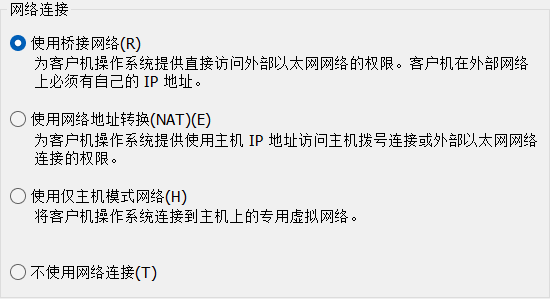 网络连接
使用桥接网络(R)
为客户机操作系统提供直接访问外部以太网网络的权限。客户机在外部网络
上必须有自己的 IP 地址。
使用网络地址转换(NAT)(E)
为客户机操作系统提供使用主机 IP 地址访问主机拨号连接或外部以太网网络
连接的权限。
使用仅主机模式网络(H)
将客户机操作系统连接到主机上的专用虚拟网络。
不使用网络连接(T)